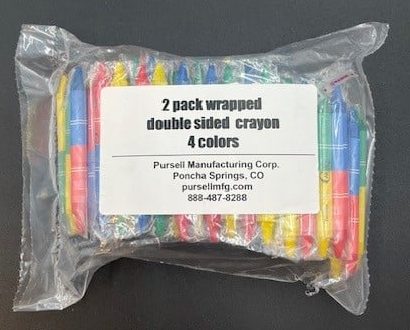 2 pack wrapped
double sided crayon
4 colors
Pursell Manufacturing Corp.
Poncha Springs, CO
pursellmfg.com
888-487-8288